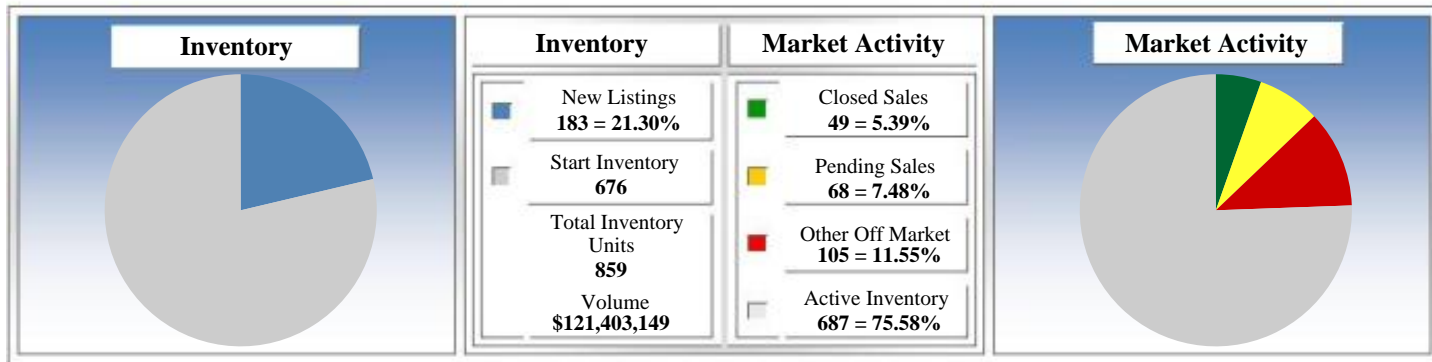 Inventory
Inventory
New Listings
183 = 21.30%
Start Inventory
676
Total Inventory
Units
859
Volume
$121,403,149
Market Activity
Closed Sales
49 = 5.39%
Pending Sales
68 = 7.48%
Other Off Market
105 = 11.55%
Active Inventory
687 = 75.58%
Market Activity